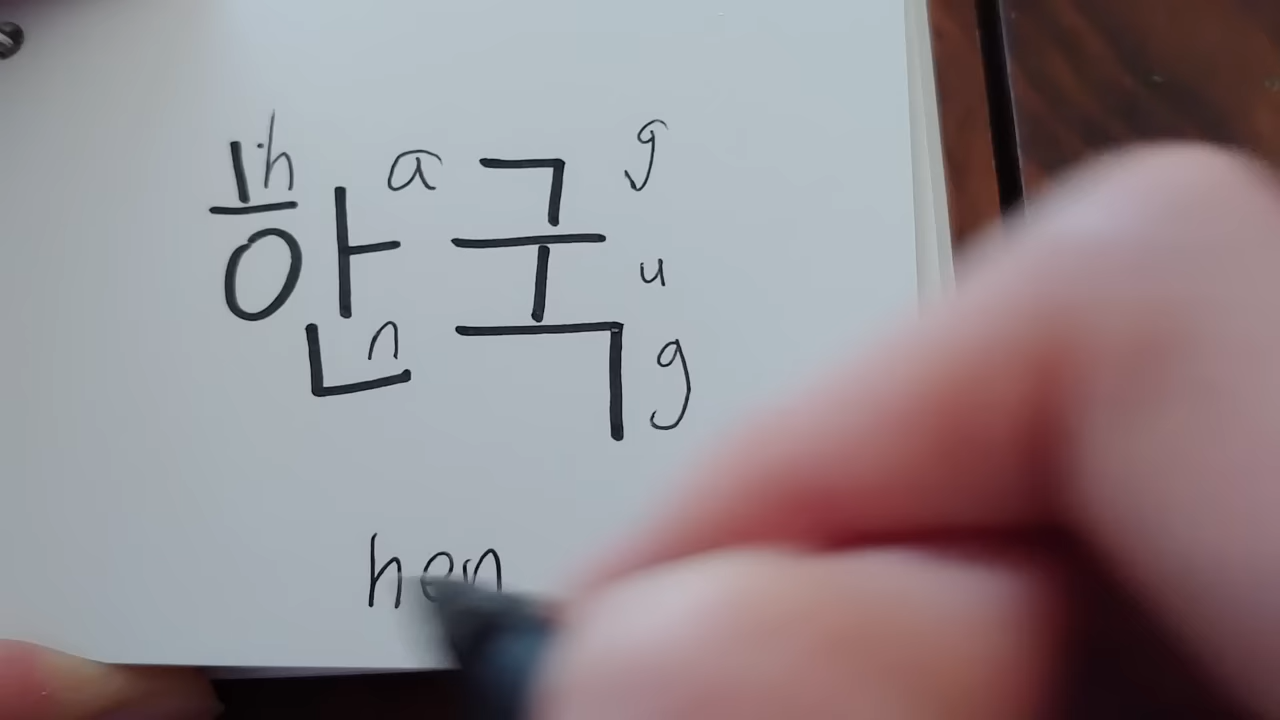 한국
h a g
u
n g
hen